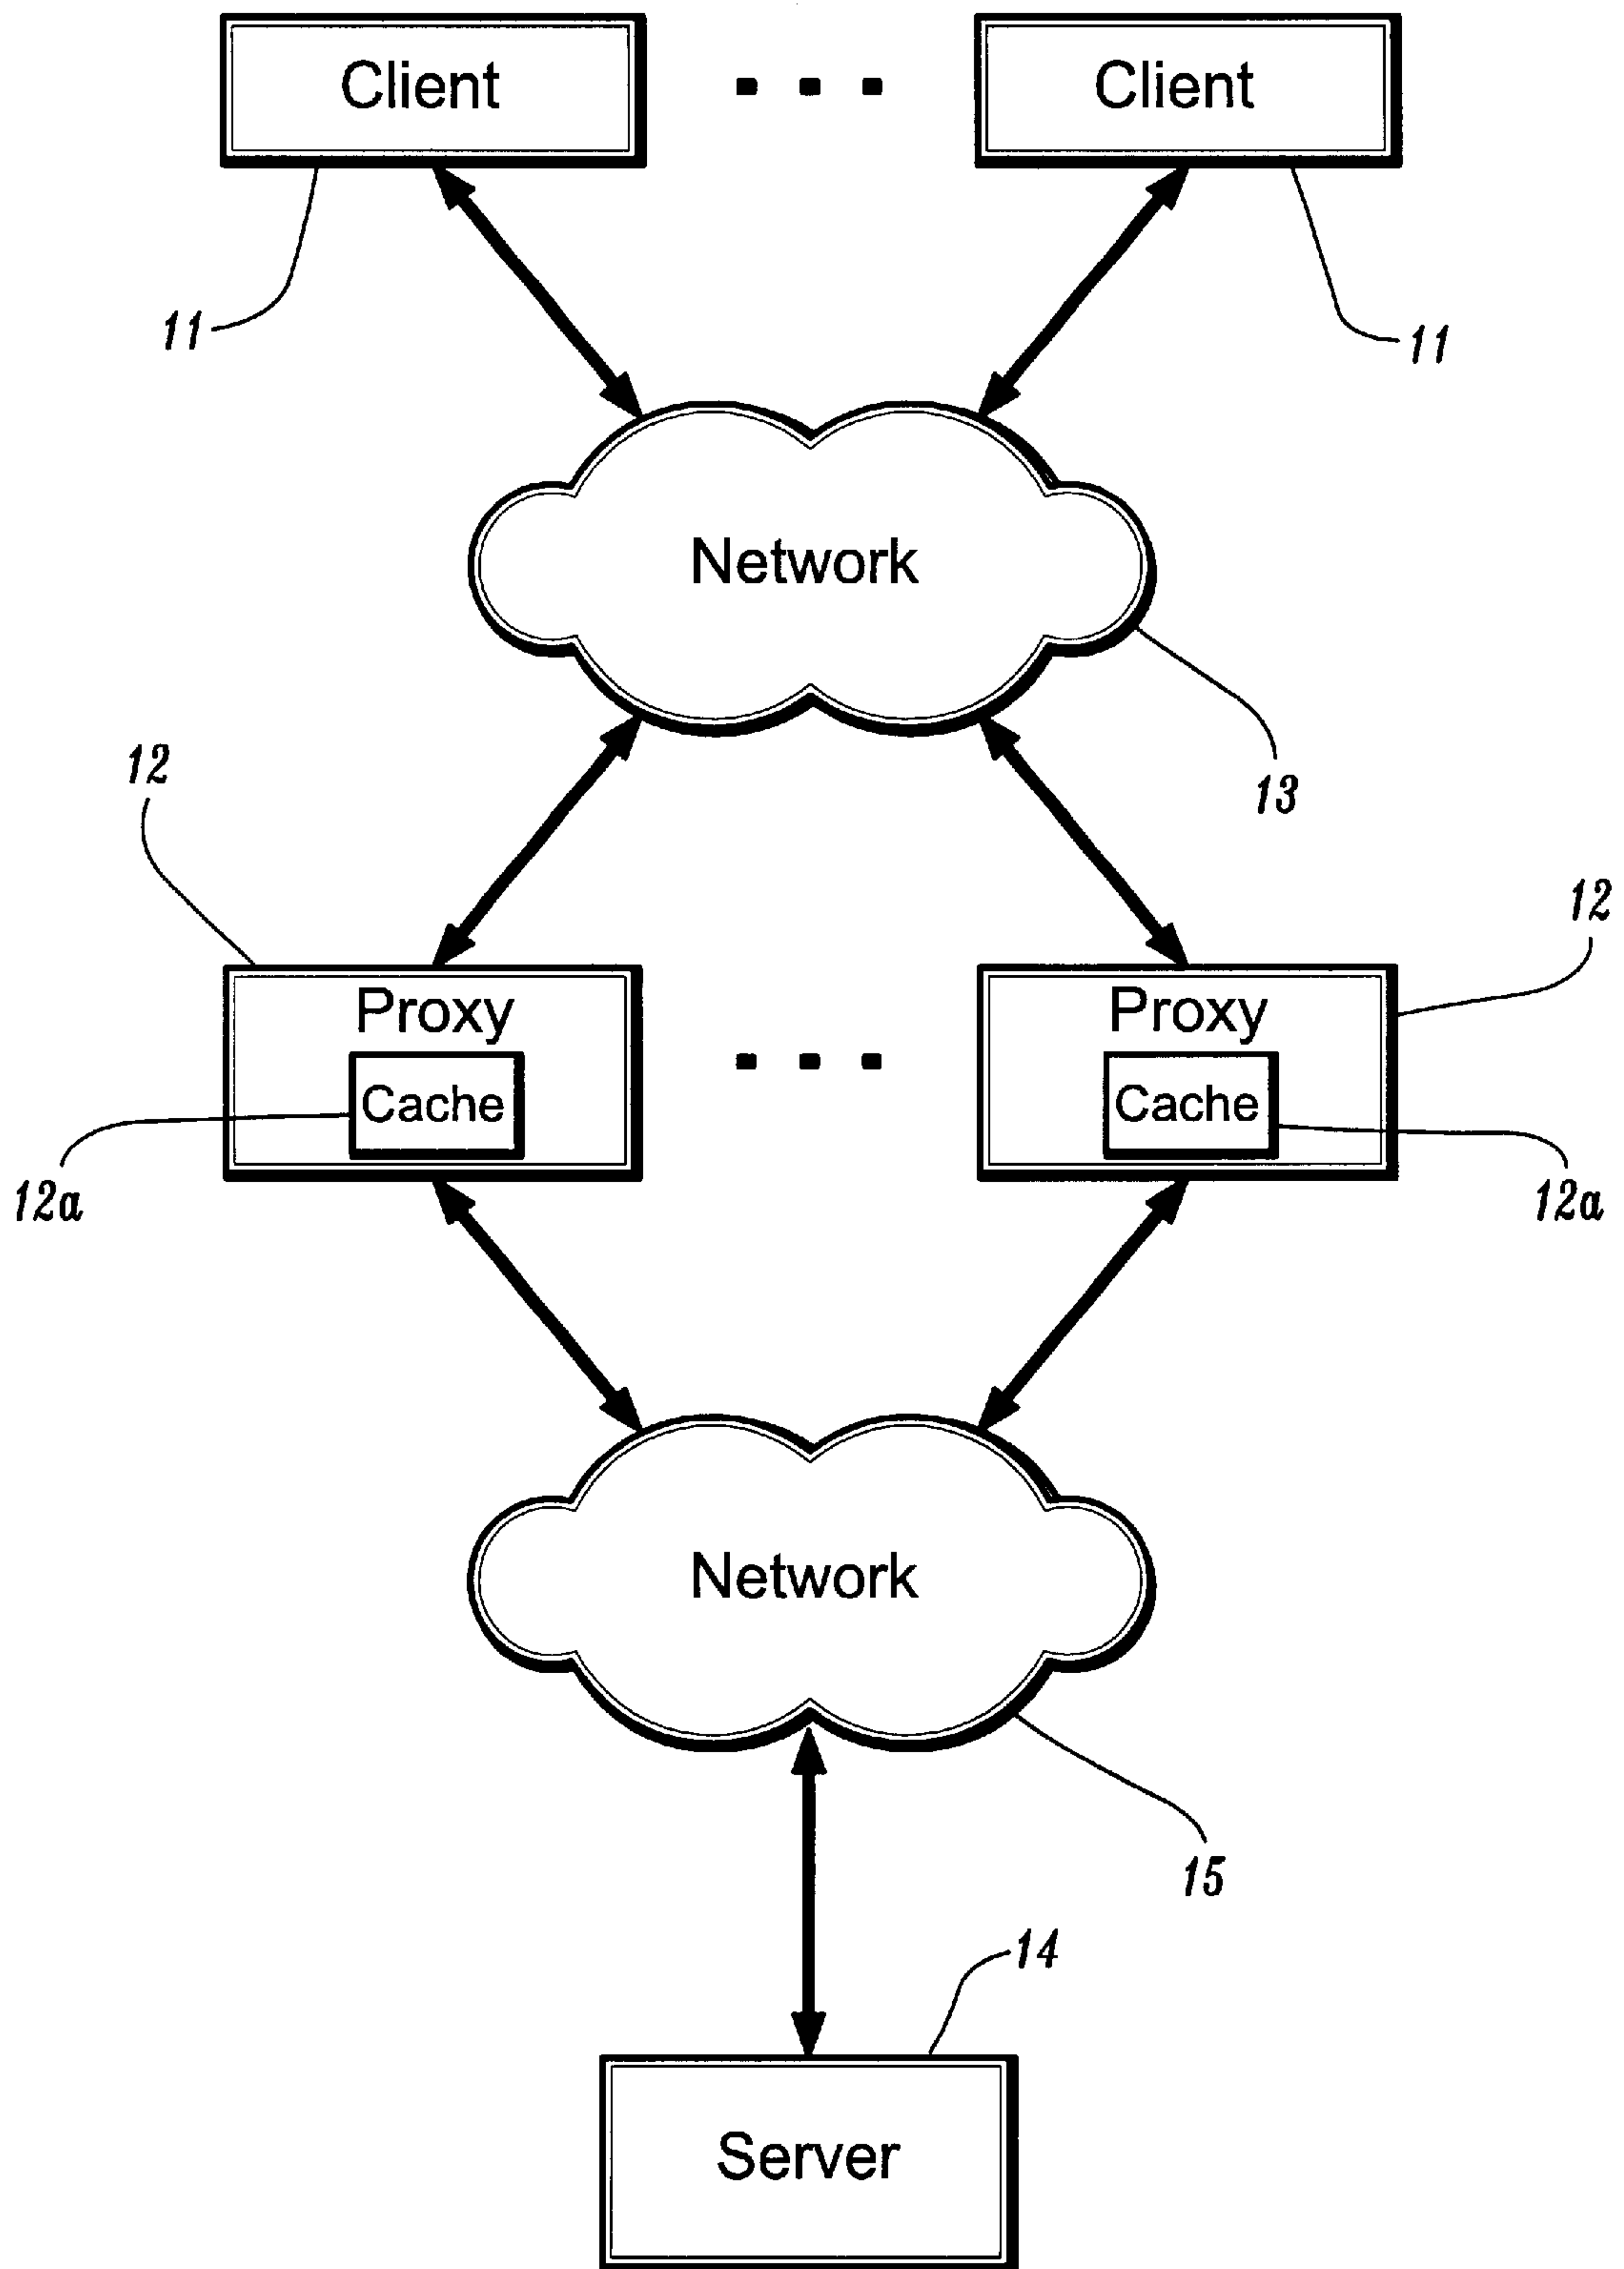 Client
Client
11
11
Network
13
12
12
Proxy
Proxy
Cache
Cache
12a
12a
Network
15
14
Server